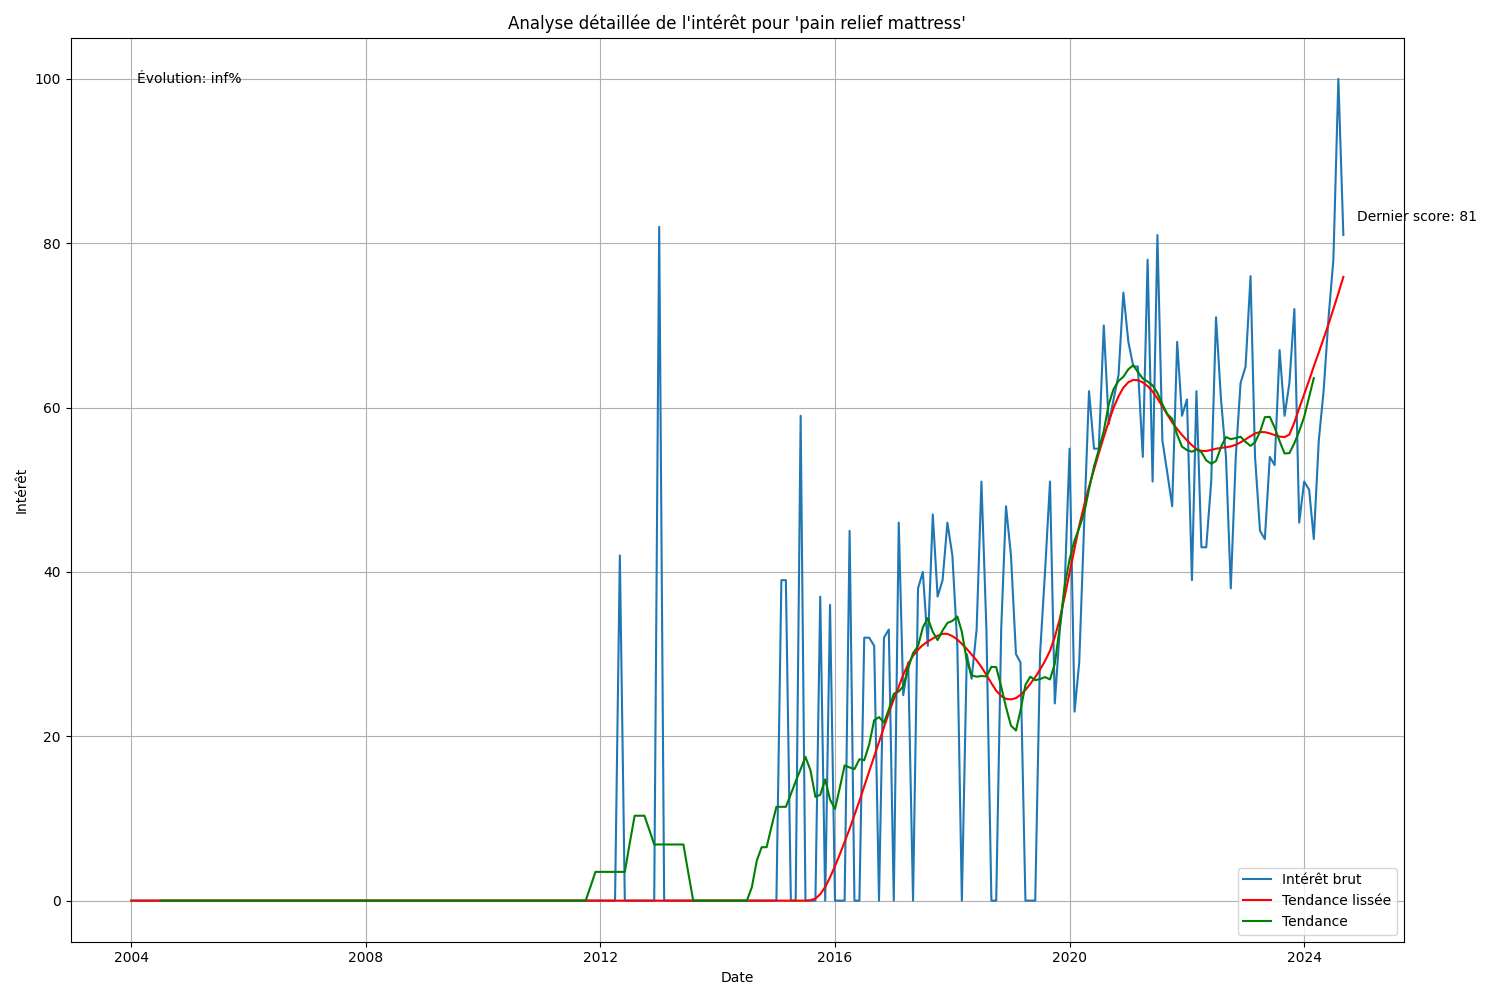 Analyse détaillée de l'intérêt pour 'pain relief mattress'
Évolution: inf%
Dernier score: 81
Intérêt
100
80
60
40
20
0
2004
2008
2012
2016
2020
2024
Date
Intérêt brut
Tendance lissée
Tendance